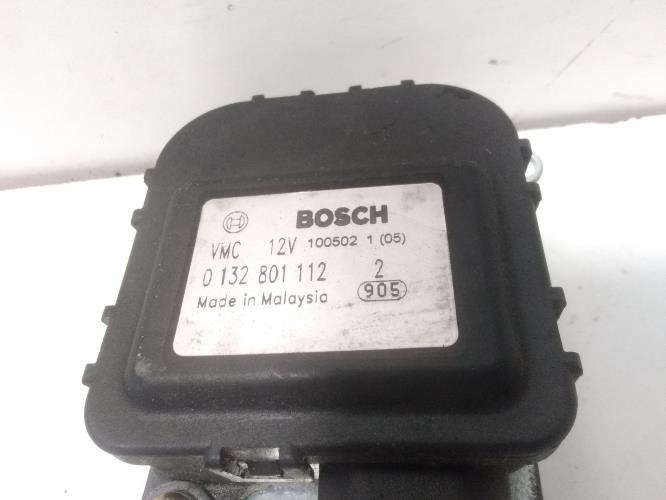 BOSCH
VMC 12V 100502 1 (05)
0 132 801 112 2
Made in Malaysia 905